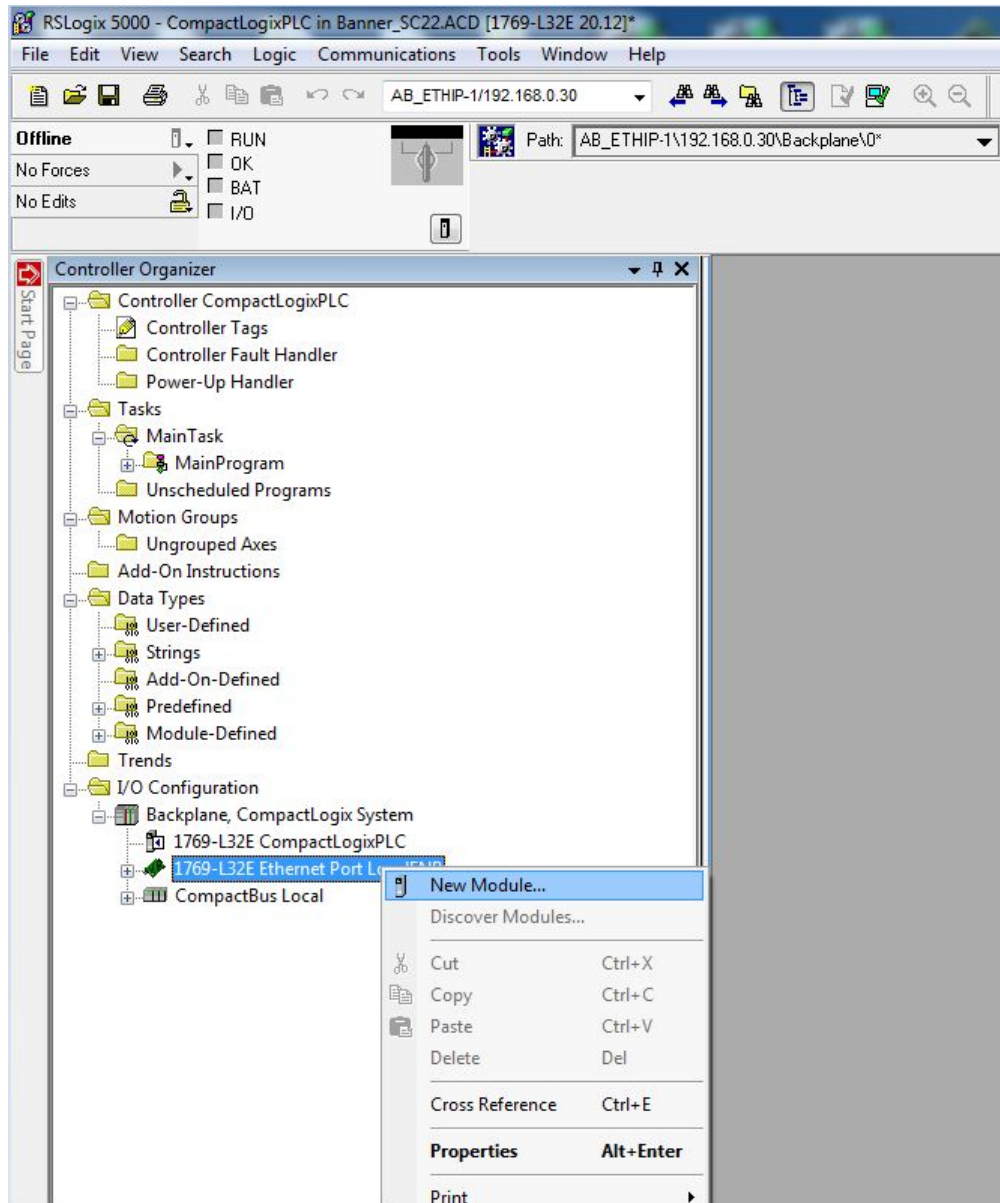 RSLogix 5000 - CompactLogixPLC in Banner_SC22.ACD [1769-L32E 20.12]*
File Edit View Search Logic Communications Tools Window Help
AB_ETHIP-1/192.168.0.30
Offline
RUN
Path: AB_ETHIP-1\192.168.0.30\Backplane\0*
No Forces
OK
BAT
No Edits
I/O
Start Page
Controller Organizer
Controller CompactLogixPLC
Controller Tags
Controller Fault Handler
Power-Up Handler
Tasks
MainTask
MainProgram
Unscheduled Programs
Motion Groups
Ungrouped Axes
Add-On Instructions
Data Types
User-Defined
Strings
Add-On-Defined
Predefined
Module-Defined
Trends
I/O Configuration
Backplane, CompactLogix System
1769-L32E CompactLogixPLC
1769-L32E Ethernet Port
CompactBus Local
New Module...
Discover Modules...
Cut Ctrl+X
Copy Ctrl+C
Paste Ctrl+V
Delete Del
Cross Reference Ctrl+E
Properties Alt+Enter
Print